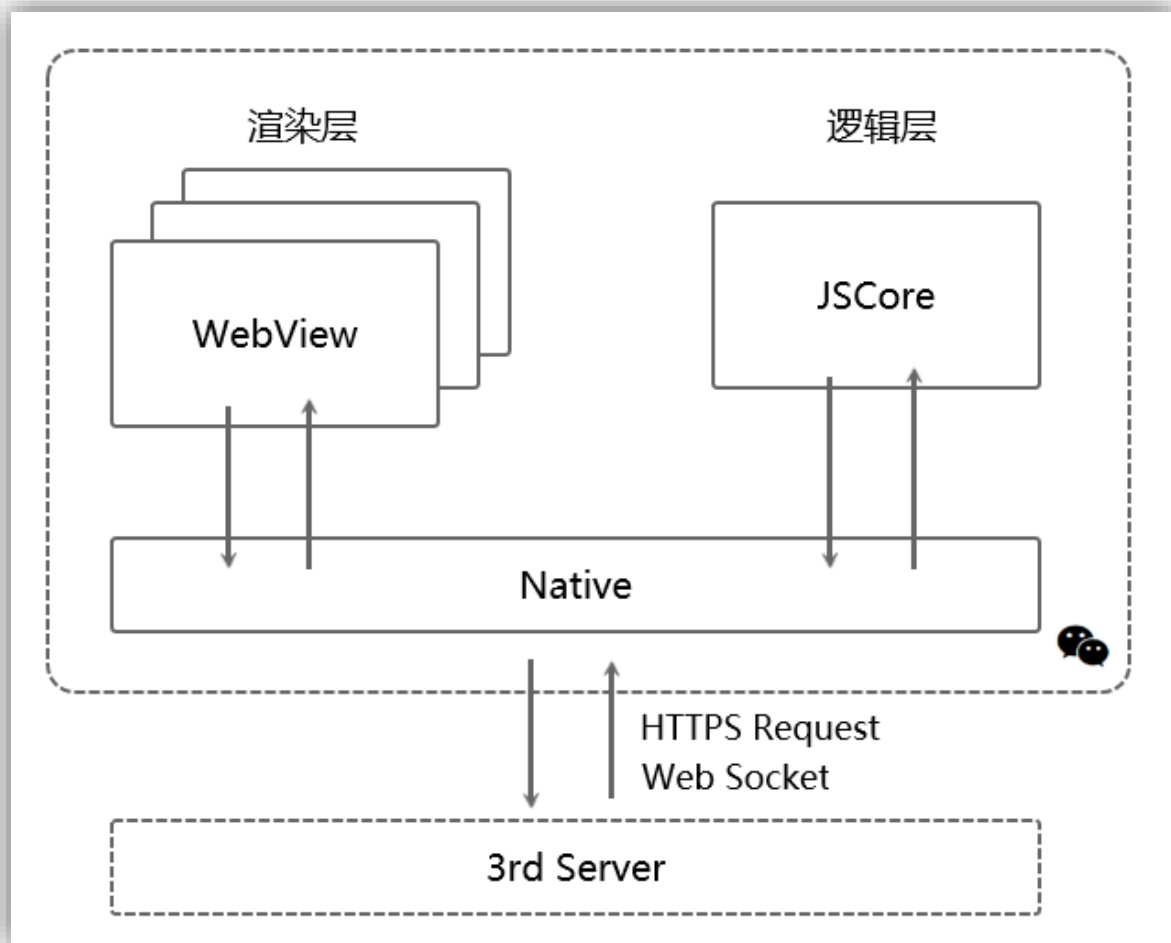 渲染层
逻辑层
WebView
JSCore
Native
HTTPS Request
Web Socket
3rd Server